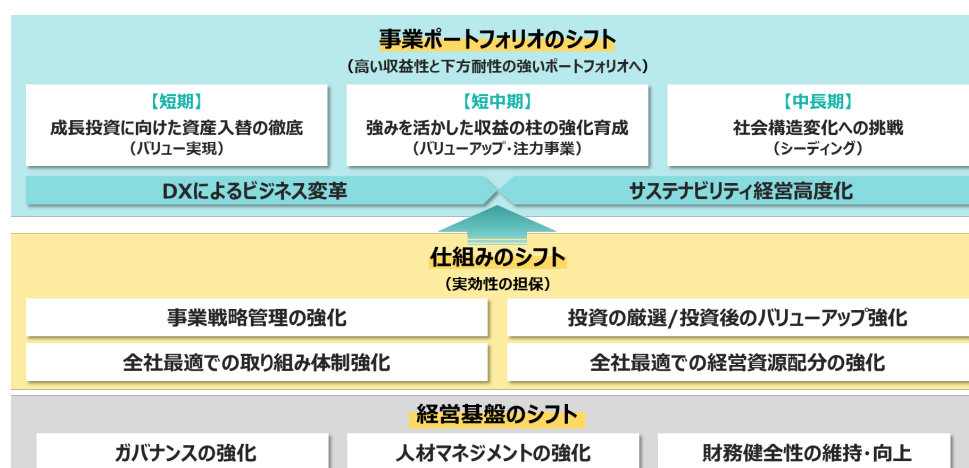 事業ポートフォリオのシフト
（高い収益性と下方耐性の強いポートフォリオへ）
【短期】
成長投資に向けた資産入替の徹底
（バリュー実現）
【短中期】
強みを活かした収益の柱の強化育成
（バリューアップ・注力事業）
【中長期】
社会構造変化への挑戦
（シーディング）
DXによるビジネス変革
サステナビリティ経営高度化
仕組みのシフト
（実効性の担保）
事業戦略管理の強化
投資の厳選/投資後のバリューアップ強化
全社最適での取り組み体制強化
全社最適での経営資源配分の強化
経営基盤のシフト
ガバナンスの強化
人材マネジメントの強化
財務健全性の維持・向上